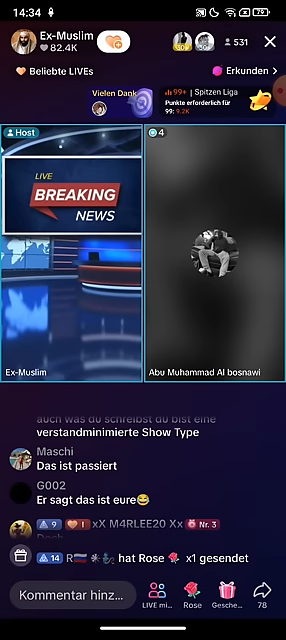 14:34
79
Ex-Muslim
82.4K
531
Beliebte LIVEs
Erkunden >
Vielen Dank
99+ | Spitzen Liga
Punkte erforderlich für
99: 9.2K
Host
4
LIVE
BREAKING
NEWS
Ex-Muslim
Abu Muhammad Al bosnawi
auch was du schreibst du bist eine
verstandminimierte Show Type
Maschi
Das ist passiert
G002
Er sagt das ist eure😂
9 1 xX M4RLEE20 Xx Nr. 3
Doch
14 R🇷🇺 hat Rose 🌹 x1 gesendet
Kommentar hinz...
LIVE mi...
Rose
Gesche...
78